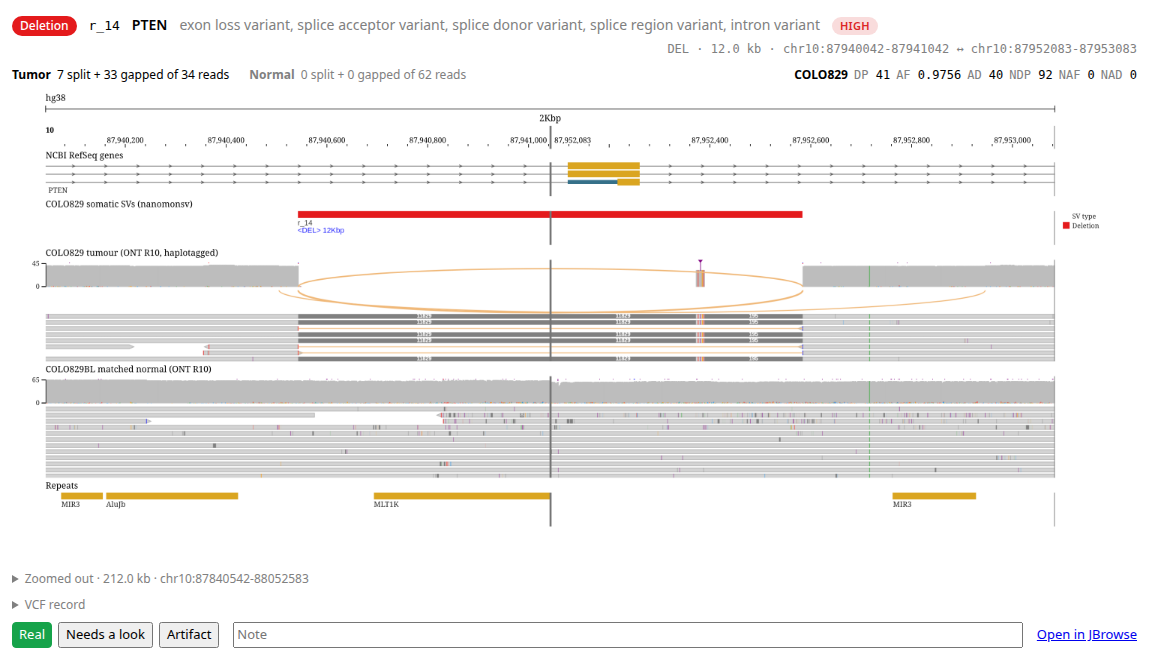 Deletion r_14 PTEN exon loss variant, splice acceptor variant, splice donor variant, splice region variant, intron variant HIGH
DEL · 12.0 kb · chr10:87940042-87941042 ↔ chr10:87952083-87953083
Tumor 7 split + 33 gapped of 34 reads Normal 0 split + 0 gapped of 62 reads COLO829 DP 41 AF 0.9756 AD 40 NDP 92 NAF 0 NAD 0
hg38
2Kbp
10
87,940,200 87,940,400 87,940,600 87,940,800 87,941,000 87,952,083 87,952,400 87,952,600 87,952,800 87,953,000
NCBI RefSeq genes
PTEN
COLO829 somatic SVs (nanomonsv)
SV type
r_14
Deletion
<DEL> 12Kbp
COLO829 tumour (ONT R10, haplotagged)
45
0
COLO829BL matched normal (ONT R10)
65
0
Repeats
MIR3 AluJb MLT1K MIR3
▶ Zoomed out · 212.0 kb · chr10:87840542-88052583
▶ VCF record
Real Needs a look Artifact Note Open in JBrowse